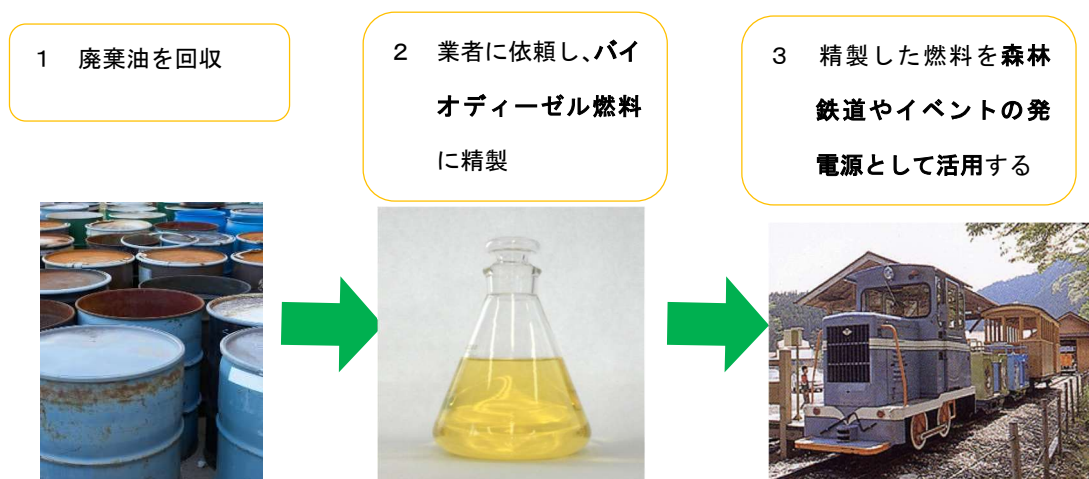 1 廃棄油を回収
2 業者に依頼し、バイ
オディーゼル燃料
に精製
3 精製した燃料を森林
鉄道やイベントの発
電源として活用する